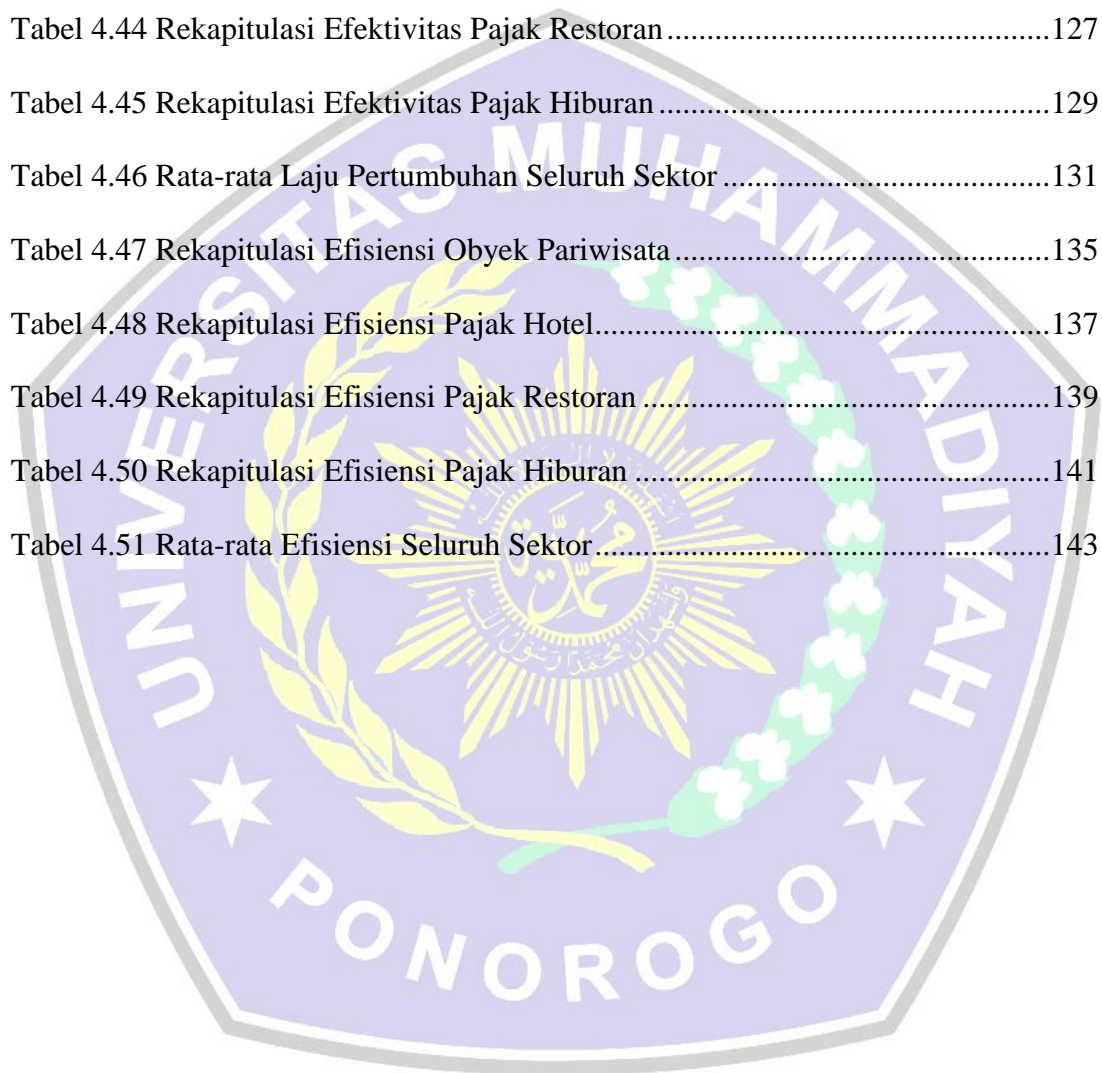 Tabel 4.44 Rekapitulasi Efektivitas Pajak Restoran....................................................127
Tabel 4.45 Rekapitulasi Efektivitas Pajak Hiburan.....................................................129
Tabel 4.46 Rata-rata Laju Pertumbuhan Seluruh Sektor.............................................131
Tabel 4.47 Rekapitulasi Efisiensi Obyek Pariwisata...................................................135
Tabel 4.48 Rekapitulasi Efisiensi Pajak Hotel.............................................................137
Tabel 4.49 Rekapitulasi Efisiensi Pajak Restoran.......................................................139
Tabel 4.50 Rekapitulasi Efisiensi Pajak Hiburan........................................................141
Tabel 4.51 Rata-rata Efisiensi Seluruh Sektor.............................................................143
UNIVERSITAS MUHAMMADIYAH
PONOROGO
محمد